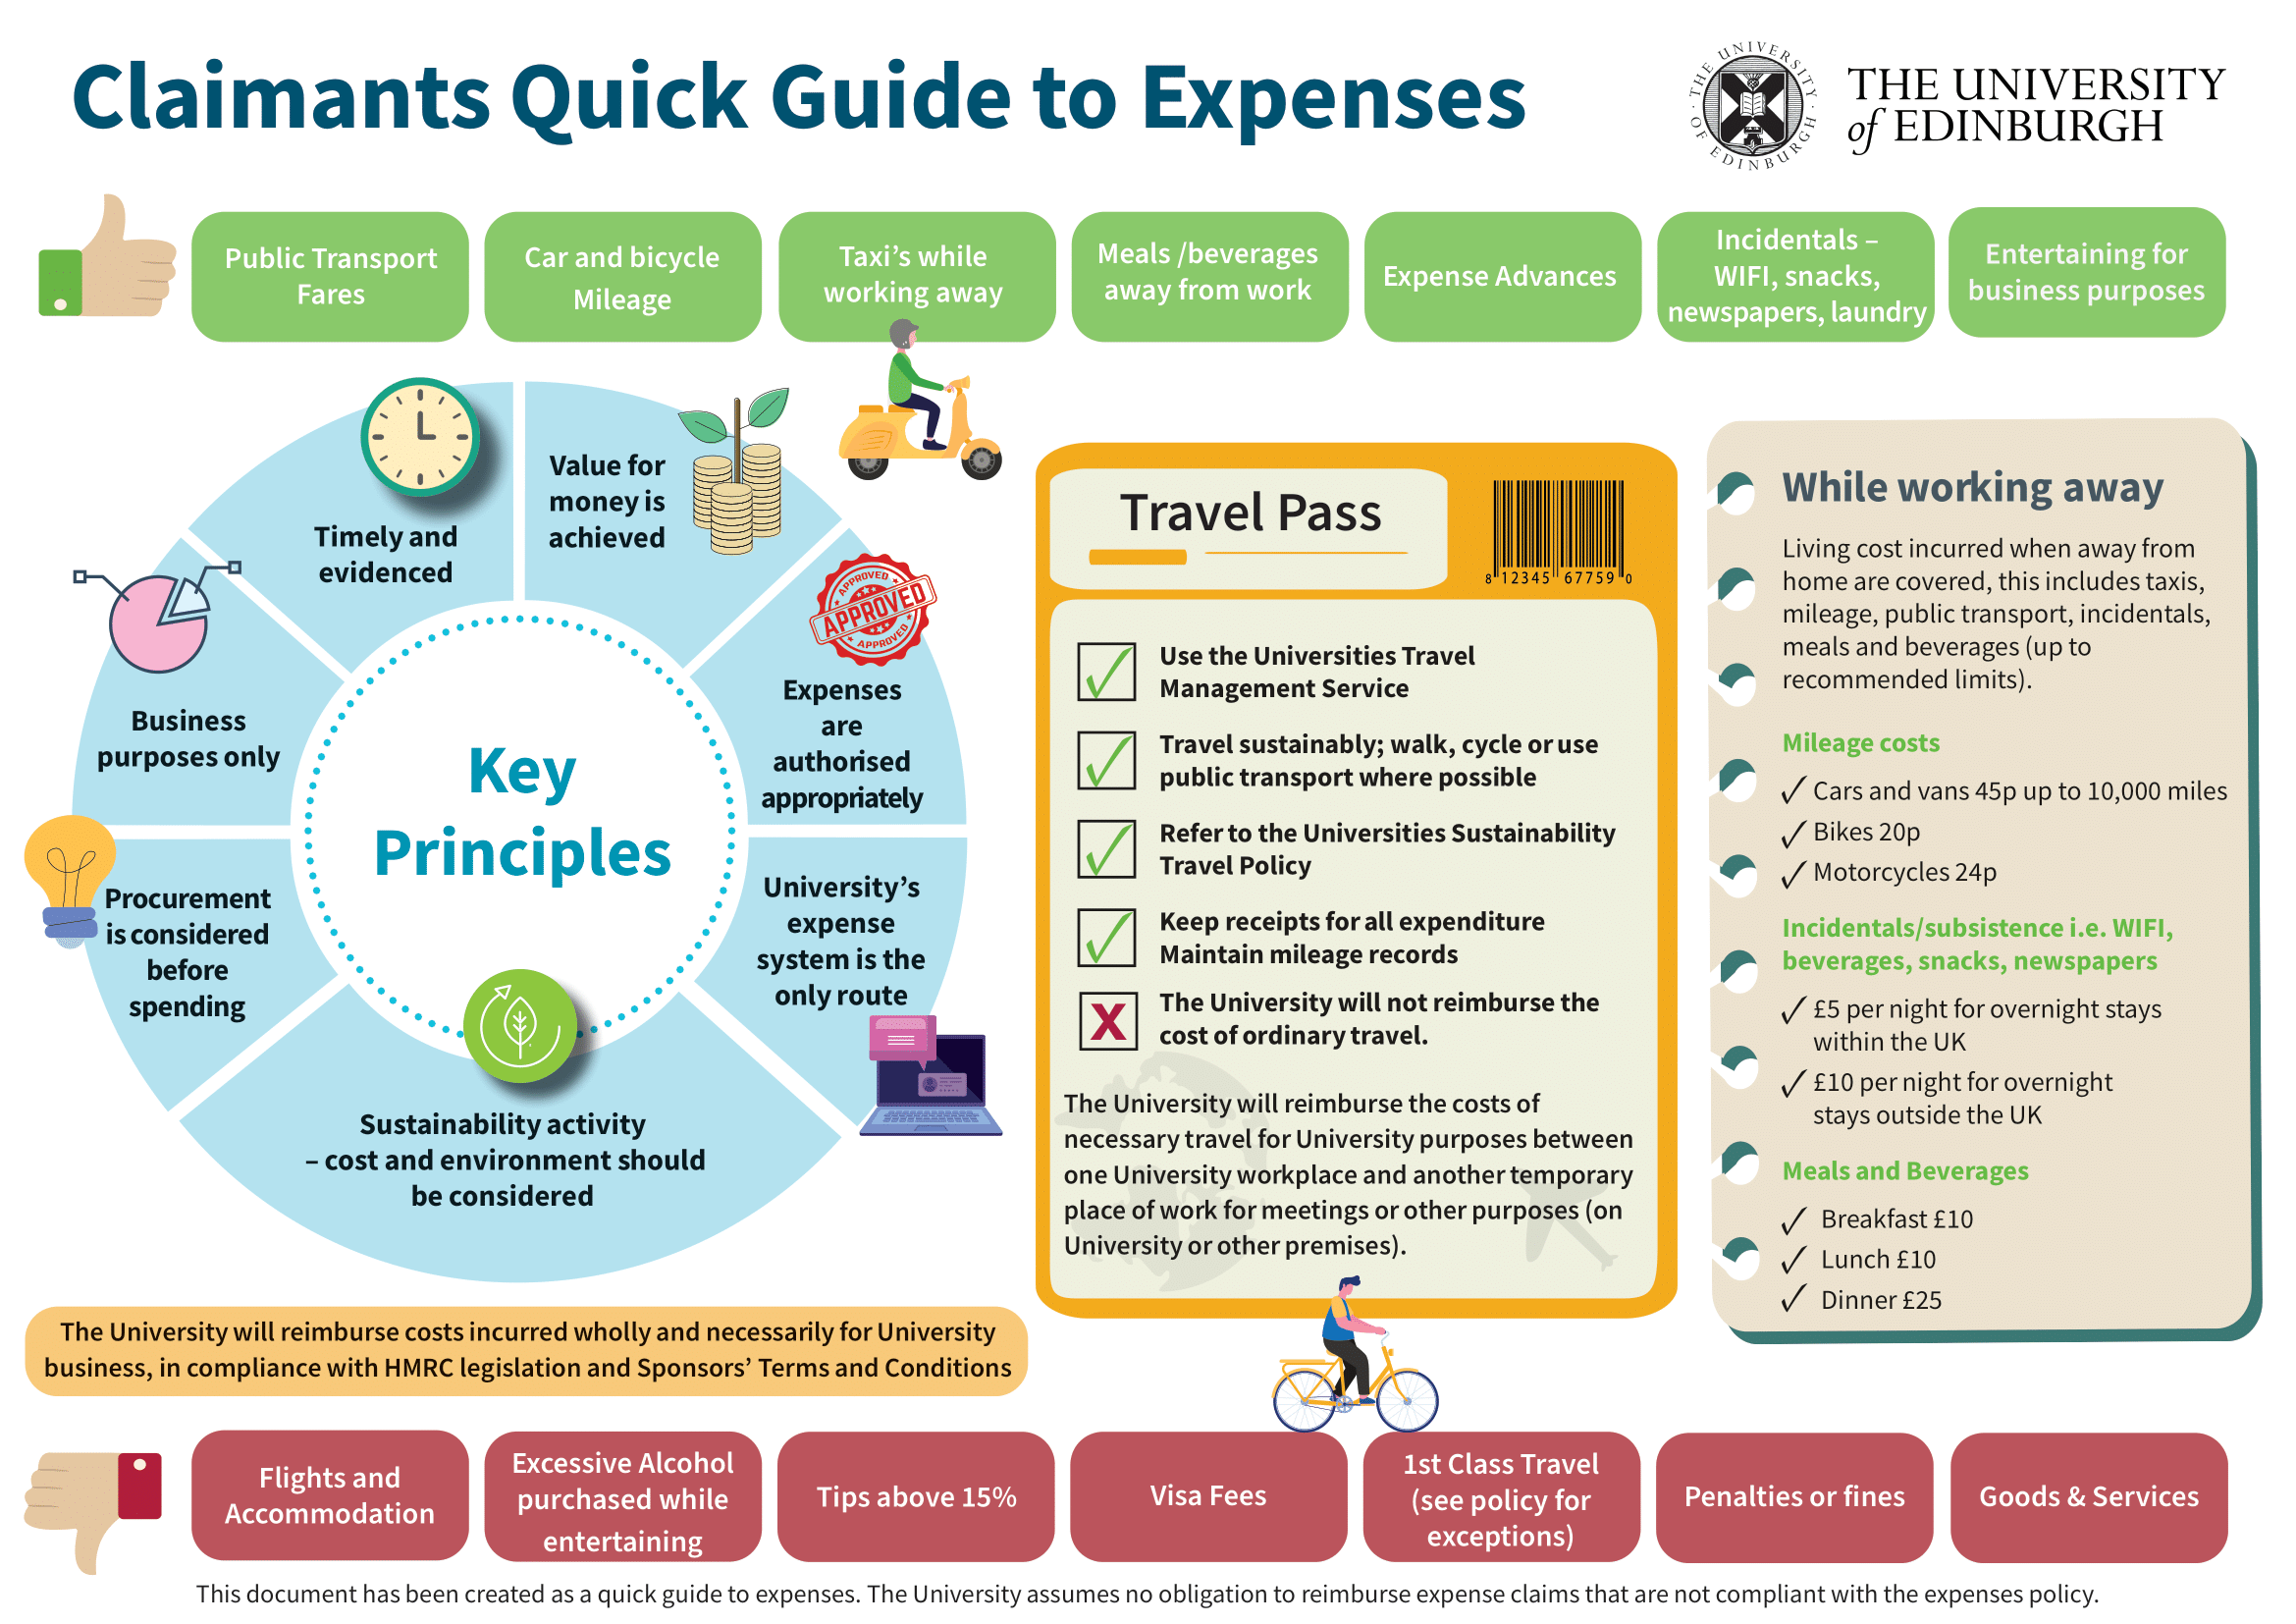 Claimants Quick Guide to Expenses
THE UNIVERSITY OF EDINBURGH
THE UNIVERSITY
of EDINBURGH
Public Transport
Fares
Car and bicycle
Mileage
Taxi's while
working away
Meals /beverages
away from work
Expense Advances
Incidentals –
WIFI, snacks,
newspapers, laundry
Entertaining for
business purposes
Key
Principles
Timely and
evidenced
Value for
money is
achieved
APPROVED
APPROVED
APPROVED
Expenses
are
authorised
appropriately
University's
expense
system is the
only route
Sustainability activity
– cost and environment should
be considered
Procurement
is considered
before
spending
Business
purposes only
The University will reimburse costs incurred wholly and necessarily for University
business, in compliance with HMRC legislation and Sponsors' Terms and Conditions
Travel Pass
8 12345 67759 0
Use the Universities Travel
Management Service
Travel sustainably; walk, cycle or use
public transport where possible
Refer to the Universities Sustainability
Travel Policy
Keep receipts for all expenditure
Maintain mileage records
X
The University will not reimburse the
cost of ordinary travel.
The University will reimburse the costs of
necessary travel for University purposes between
one University workplace and another temporary
place of work for meetings or other purposes (on
University or other premises).
While working away
Living cost incurred when away from
home are covered, this includes taxis,
mileage, public transport, incidentals,
meals and beverages (up to
recommended limits).
Mileage costs
✓ Cars and vans 45p up to 10,000 miles
✓ Bikes 20p
✓ Motorcycles 24p
Incidentals/subsistence i.e. WIFI,
beverages, snacks, newspapers
✓ £5 per night for overnight stays
within the UK
✓ £10 per night for overnight
stays outside the UK
Meals and Beverages
✓ Breakfast £10
✓ Lunch £10
✓ Dinner £25
Flights and
Accommodation
Excessive Alcohol
purchased while
entertaining
Tips above 15%
Visa Fees
1st Class Travel
(see policy for
exceptions)
Penalties or fines
Goods & Services
This document has been created as a quick guide to expenses. The University assumes no obligation to reimburse expense claims that are not compliant with the expenses policy.